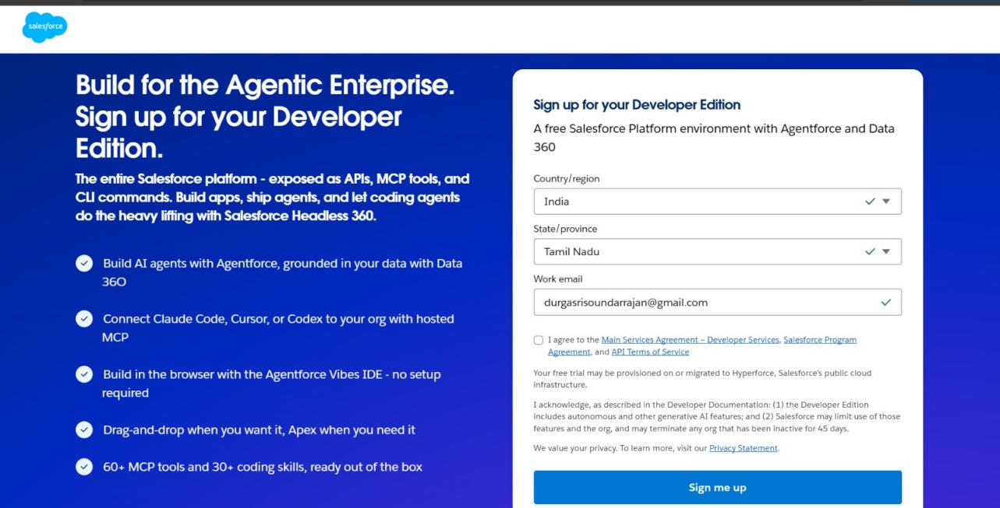 salesforce
Build for the Agentic Enterprise.
Sign up for your Developer
Edition.
The entire Salesforce platform - exposed as APIs, MCP tools, and
CLI commands. Build apps, ship agents, and let coding agents
do the heavy lifting with Salesforce Headless 360.
Build AI agents with Agentforce, grounded in your data with Data
360
Connect Claude Code, Cursor, or Codex to your org with hosted
MCP
Build in the browser with the Agentforce Vibes IDE - no setup
required
Drag-and-drop when you want it, Apex when you need it
60+ MCP tools and 30+ coding skills, ready out of the box
Sign up for your Developer Edition
A free Salesforce Platform environment with Agentforce and Data
360
Country/region
India
State/province
Tamil Nadu
Work email
durgasrisoundarrajan@gmail.com
I agree to the Main Services Agreement – Developer Services, Salesforce Program
Agreement, and API Terms of Service
Your free trial may be provisioned on or migrated to Hyperforce, Salesforce's public cloud
infrastructure.
I acknowledge, as described in the Developer Documentation: (1) the Developer Edition
includes autonomous and other generative AI features; and (2) Salesforce may limit use of those
features and the org, and may terminate any org that has been inactive for 45 days.
We value your privacy. To learn more, visit our Privacy Statement.
Sign me up